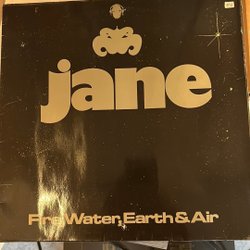 jane
Fire, Water, Earth & Air